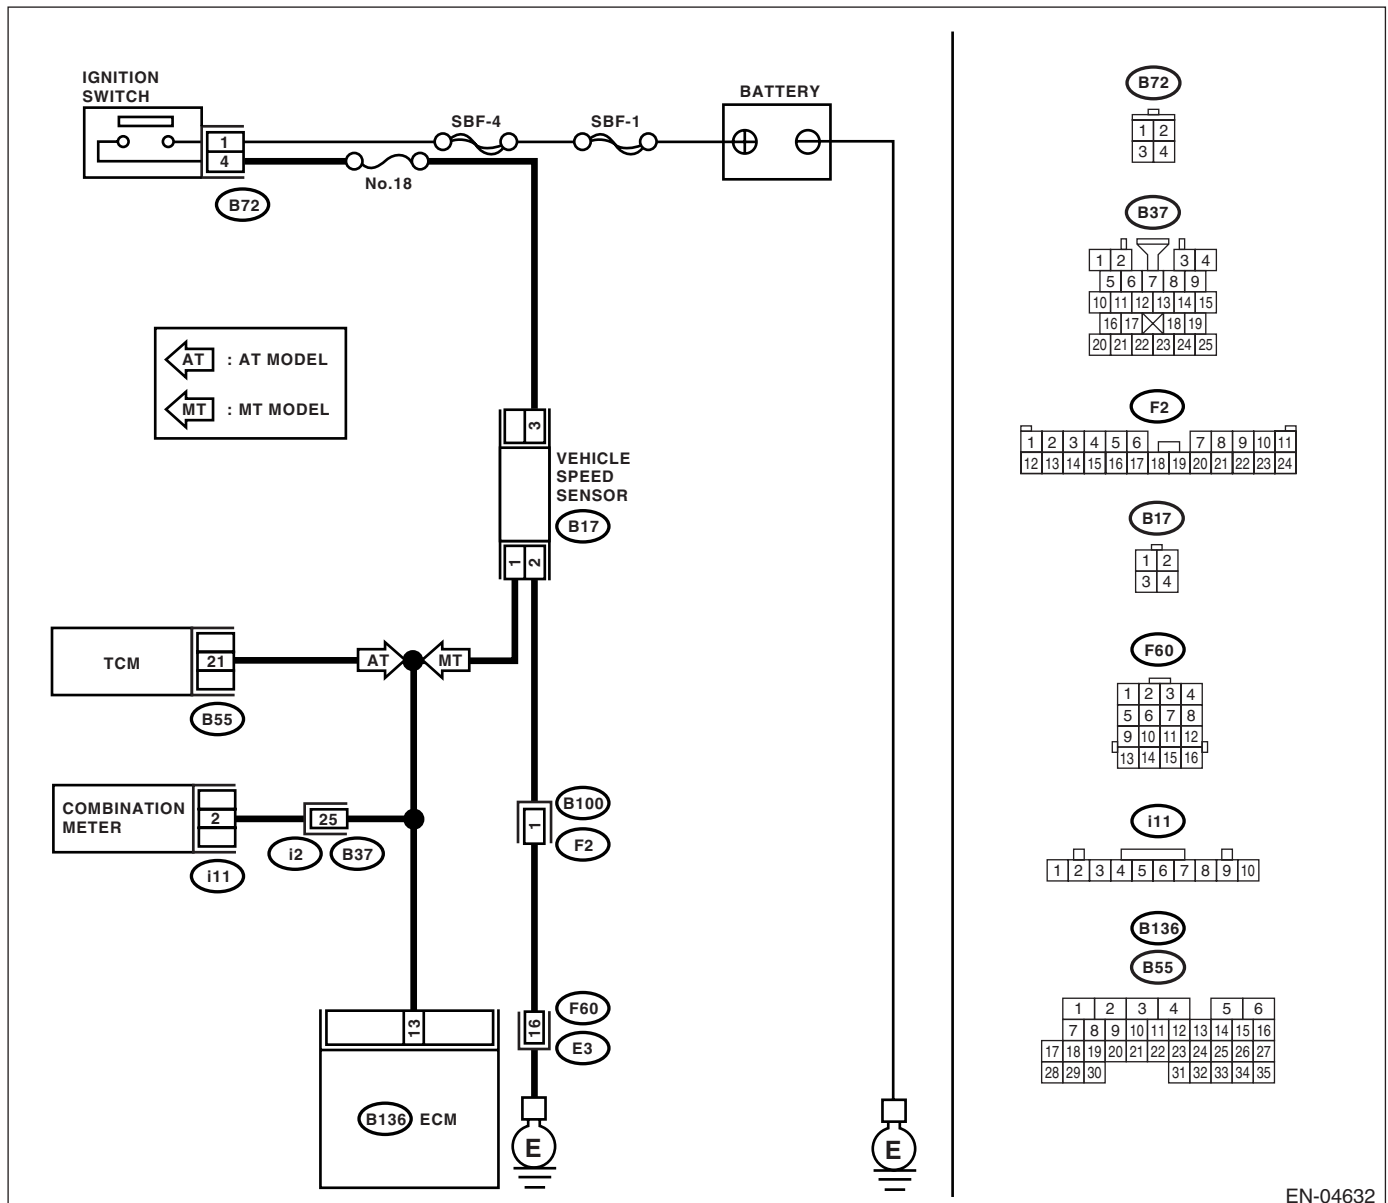 IGNITION
SWITCH
1
4
B72
No.18
SBF-4
SBF-1
BATTERY
AT : AT MODEL
MT : MT MODEL
3
VEHICLE
SPEED
SENSOR
B17
1 2
TCM
21
B55
AT
MT
COMBINATION
METER
2
i11
25
i2
B37
1
B100
F2
16
F60
E3
13
B136 ECM
E
E
B72
1 2
3 4
B37
1 2 3 4
5 6 7 8 9
10 11 12 13 14 15
16 17 18 19
20 21 22 23 24 25
F2
1 2 3 4 5 6 7 8 9 10 11
12 13 14 15 16 17 18 19 20 21 22 23 24
B17
1 2
3 4
F60
1 2 3 4
5 6 7 8
9 10 11 12
13 14 15 16
i11
1 2 3 4 5 6 7 8 9 10
B136
B55
1 2 3 4 5 6
7 8 9 10 11 12 13 14 15 16
17 18 19 20 21 22 23 24 25 26 27
28 29 30 31 32 33 34 35
EN-04632